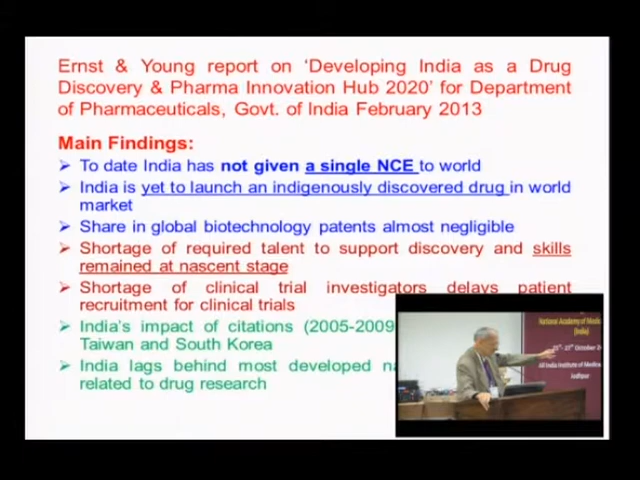 Ernst & Young report on 'Developing India as a Drug
Discovery & Pharma Innovation Hub 2020' for Department
of Pharmaceuticals, Govt. of India February 2013
Main Findings:
➢ To date India has not given a single NCE to world
➢ India is yet to launch an indigenously discovered drug in world
market
➢ Share in global biotechnology patents almost negligible
➢ Shortage of required talent to support discovery and skills
remained at nascent stage
➢ Shortage of clinical trial investigators delays patient
recruitment for clinical trials
➢ India's impact of citations (2005-2009
Taiwan and South Korea
➢ India lags behind most developed na
related to drug research
National Academy of Medic
(India)
October 2
All India Institute of Medica
Jodhpur